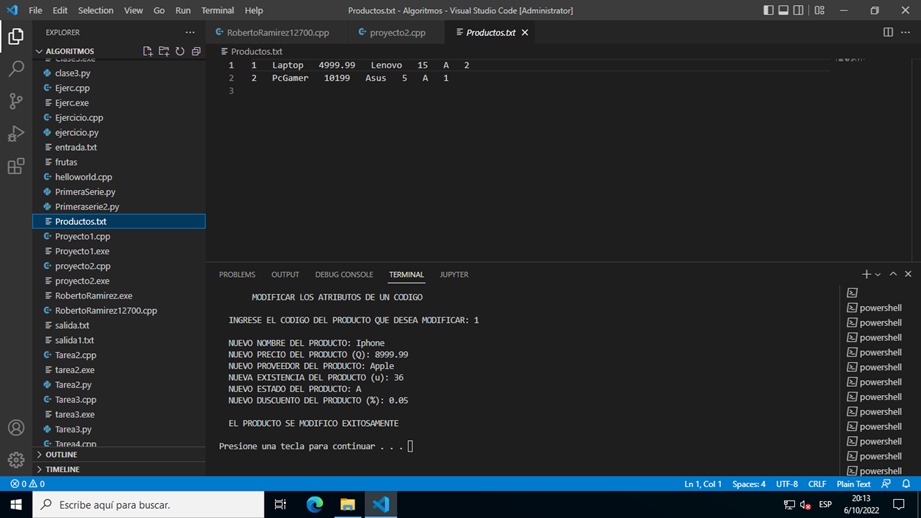 File Edit Selection View Go Run Terminal Help
Productos.txt - Algoritmos - Visual Studio Code [Administrator]
EXPLORER
ALGORITMOS
Clase3.exe
clase3.py
Ejerc.cpp
Ejerc.exe
Ejercicio.cpp
ejercicio.py
entrada.txt
frutas
helloworld.cpp
PrimeraSerie.py
Primeraserie2.py
Productos.txt
Proyecto1.cpp
Proyecto1.exe
proyecto2.cpp
proyecto2.exe
RobertoRamirez.exe
RobertoRamirez12700.cpp
salida.txt
salida1.txt
Tarea2.cpp
tarea2.exe
Tarea2.py
Tarea3.cpp
tarea3.exe
Tarea3.py
Tarea4.cpp
OUTLINE
TIMELINE
RobertoRamirez12700.cpp proyecto2.cpp Productos.txt
Productos.txt
1 1 Laptop 4999.99 Lenovo 15 A 2
2 2 PcGamer 10199 Asus 5 A 1
3
PROBLEMS OUTPUT DEBUG CONSOLE TERMINAL JUPYTER
MODIFICAR LOS ATRIBUTOS DE UN CODIGO
INGRESE EL CODIGO DEL PRODUCTO QUE DESEA MODIFICAR: 1
NUEVO NOMBRE DEL PRODUCTO: Iphone
NUEVO PRECIO DEL PRODUCTO (Q): 8999.99
NUEVO PROVEEDOR DEL PRODUCTO: Apple
NUEVA EXISTENCIA DEL PRODUCTO (u): 36
NUEVO ESTADO DEL PRODUCTO: A
NUEVO DUSCUENTO DEL PRODUCTO (%): 0.05
EL PRODUCTO SE MODIFICO EXITOSAMENTE
Presione una tecla para continuar . . .
powershell
powershell
powershell
powershell
powershell
powershell
powershell
powershell
powershell
powershell
powershell
powershell
0 0
Ln 1, Col 1 Spaces: 4 UTF-8 CRLF Plain Text
Escribe aquí para buscar.
ESP
20:13
6/10/2022